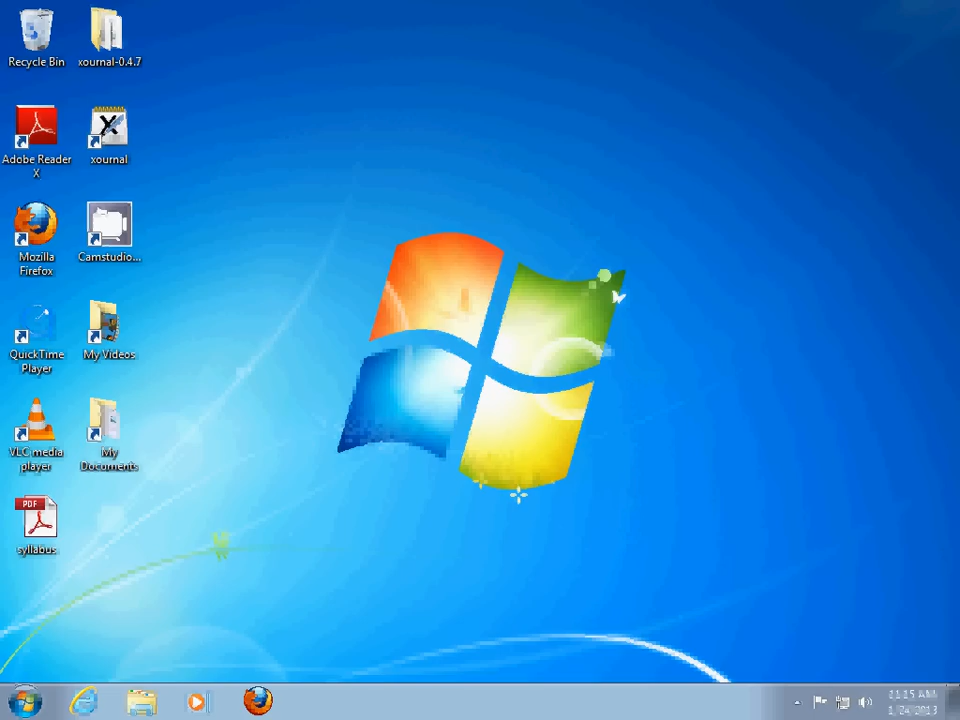 Recycle Bin
xournal-0.4.7
Adobe Reader
X
xournal
Mozilla
Firefox
Camstudio...
QuickTime
Player
My Videos
VLC media
player
My
Documents
PDF
syllabus
11:15 AM
1/24/2013